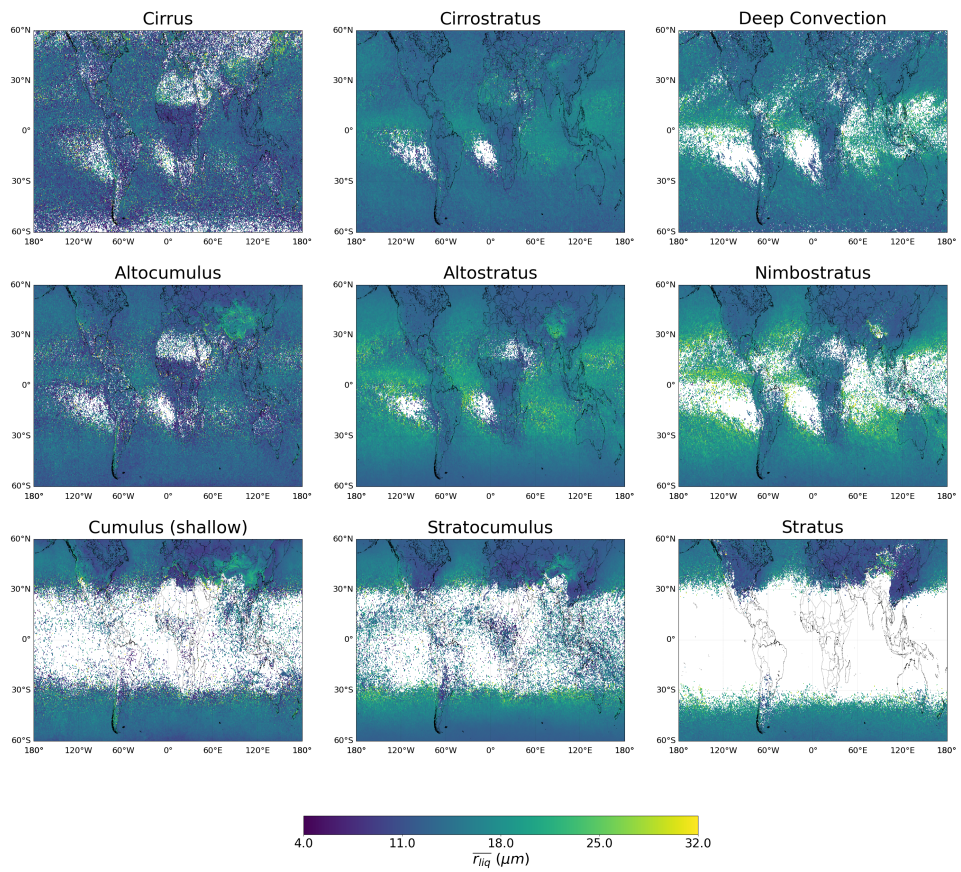 Cirrus
Cirrostratus
Deep Convection
60°N
30°N
0°
30°S
60°S
180° 120°W 60°W 0° 60°E 120°E 180°
60°N
30°N
0°
30°S
60°S
180° 120°W 60°W 0° 60°E 120°E 180°
60°N
30°N
0°
30°S
60°S
180° 120°W 60°W 0° 60°E 120°E 180°
Altocumulus
Altostratus
Nimbostratus
60°N
30°N
0°
30°S
60°S
180° 120°W 60°W 0° 60°E 120°E 180°
60°N
30°N
0°
30°S
60°S
180° 120°W 60°W 0° 60°E 120°E 180°
60°N
30°N
0°
30°S
60°S
180° 120°W 60°W 0° 60°E 120°E 180°
Cumulus (shallow)
Stratocumulus
Stratus
60°N
30°N
0°
30°S
60°S
180° 120°W 60°W 0° 60°E 120°E 180°
60°N
30°N
0°
30°S
60°S
180° 120°W 60°W 0° 60°E 120°E 180°
60°N
30°N
0°
30°S
60°S
180° 120°W 60°W 0° 60°E 120°E 180°
4.0 11.0 18.0 25.0 32.0
$\overline{r_{liq}}$ (μm)